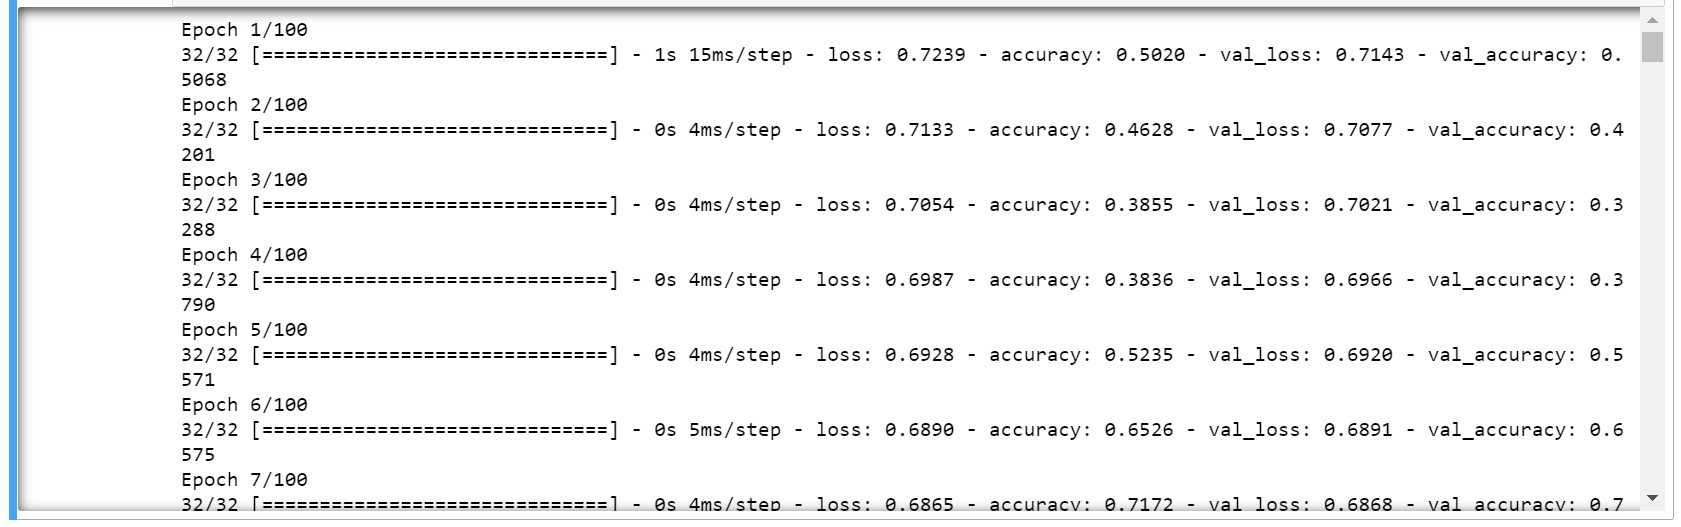 Epoch 1/100
32/32 [==============================] - 1s 15ms/step - loss: 0.7239 - accuracy: 0.5020 - val_loss: 0.7143 - val_accuracy: 0.
5068
Epoch 2/100
32/32 [==============================] - 0s 4ms/step - loss: 0.7133 - accuracy: 0.4628 - val_loss: 0.7077 - val_accuracy: 0.4
201
Epoch 3/100
32/32 [==============================] - 0s 4ms/step - loss: 0.7054 - accuracy: 0.3855 - val_loss: 0.7021 - val_accuracy: 0.3
288
Epoch 4/100
32/32 [==============================] - 0s 4ms/step - loss: 0.6987 - accuracy: 0.3836 - val_loss: 0.6966 - val_accuracy: 0.3
790
Epoch 5/100
32/32 [==============================] - 0s 4ms/step - loss: 0.6928 - accuracy: 0.5235 - val_loss: 0.6920 - val_accuracy: 0.5
571
Epoch 6/100
32/32 [==============================] - 0s 5ms/step - loss: 0.6890 - accuracy: 0.6526 - val_loss: 0.6891 - val_accuracy: 0.6
575
Epoch 7/100
32/32 [==============================] - 0s 4ms/step - loss: 0.6865 - accuracy: 0.7172 - val_loss: 0.6868 - val_accuracy: 0.7